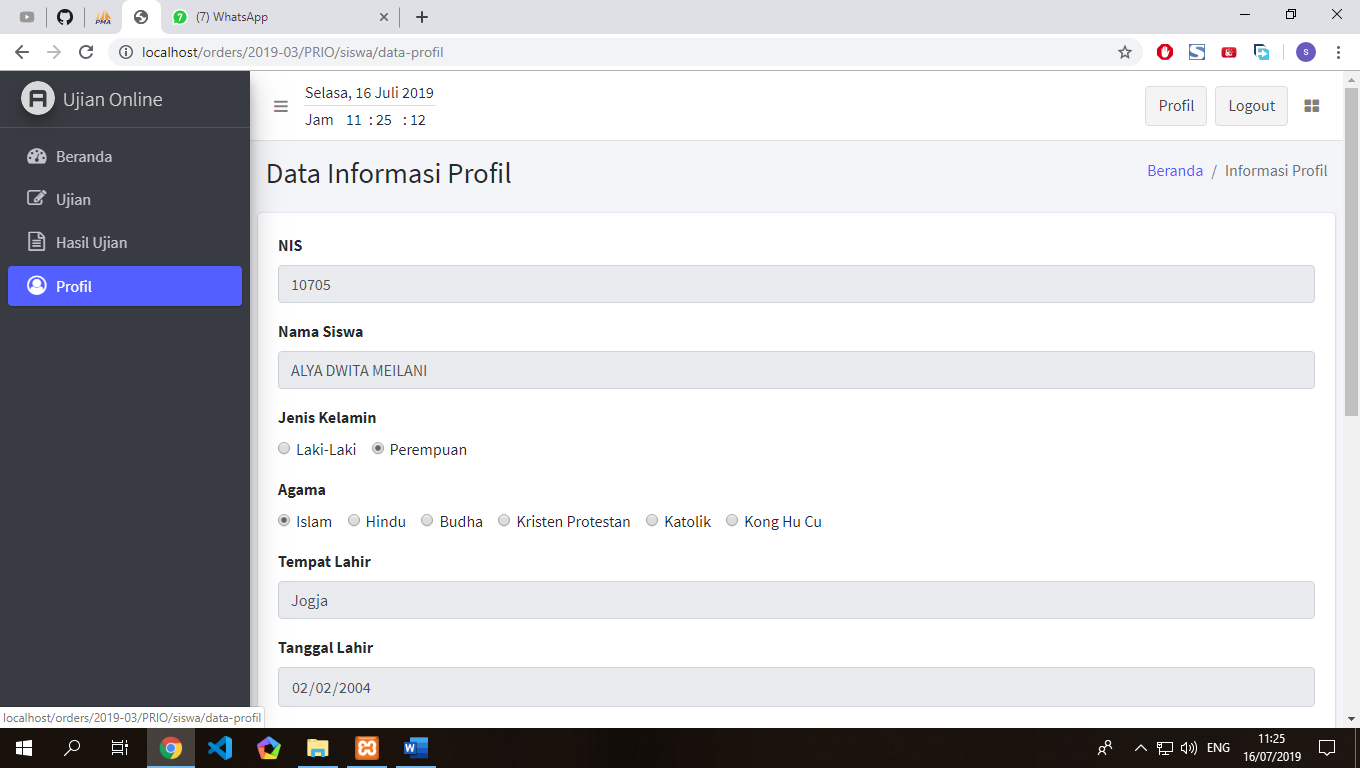 (7) WhatsApp
localhost/orders/2019-03/PRIO/siswa/data-profil
S
Ujian Online
Selasa, 16 Juli 2019
Jam 11 : 25 : 12
Profil Logout
Beranda
Ujian
Hasil Ujian
Profil
Data Informasi Profil
Beranda / Informasi Profil
NIS
10705
Nama Siswa
ALYA DWITA MEILANI
Jenis Kelamin
Laki-Laki Perempuan
Agama
Islam Hindu Budha Kristen Protestan Katolik Kong Hu Cu
Tempat Lahir
Jogja
Tanggal Lahir
02/02/2004
localhost/orders/2019-03/PRIO/siswa/data-profil
ENG
11:25
16/07/2019